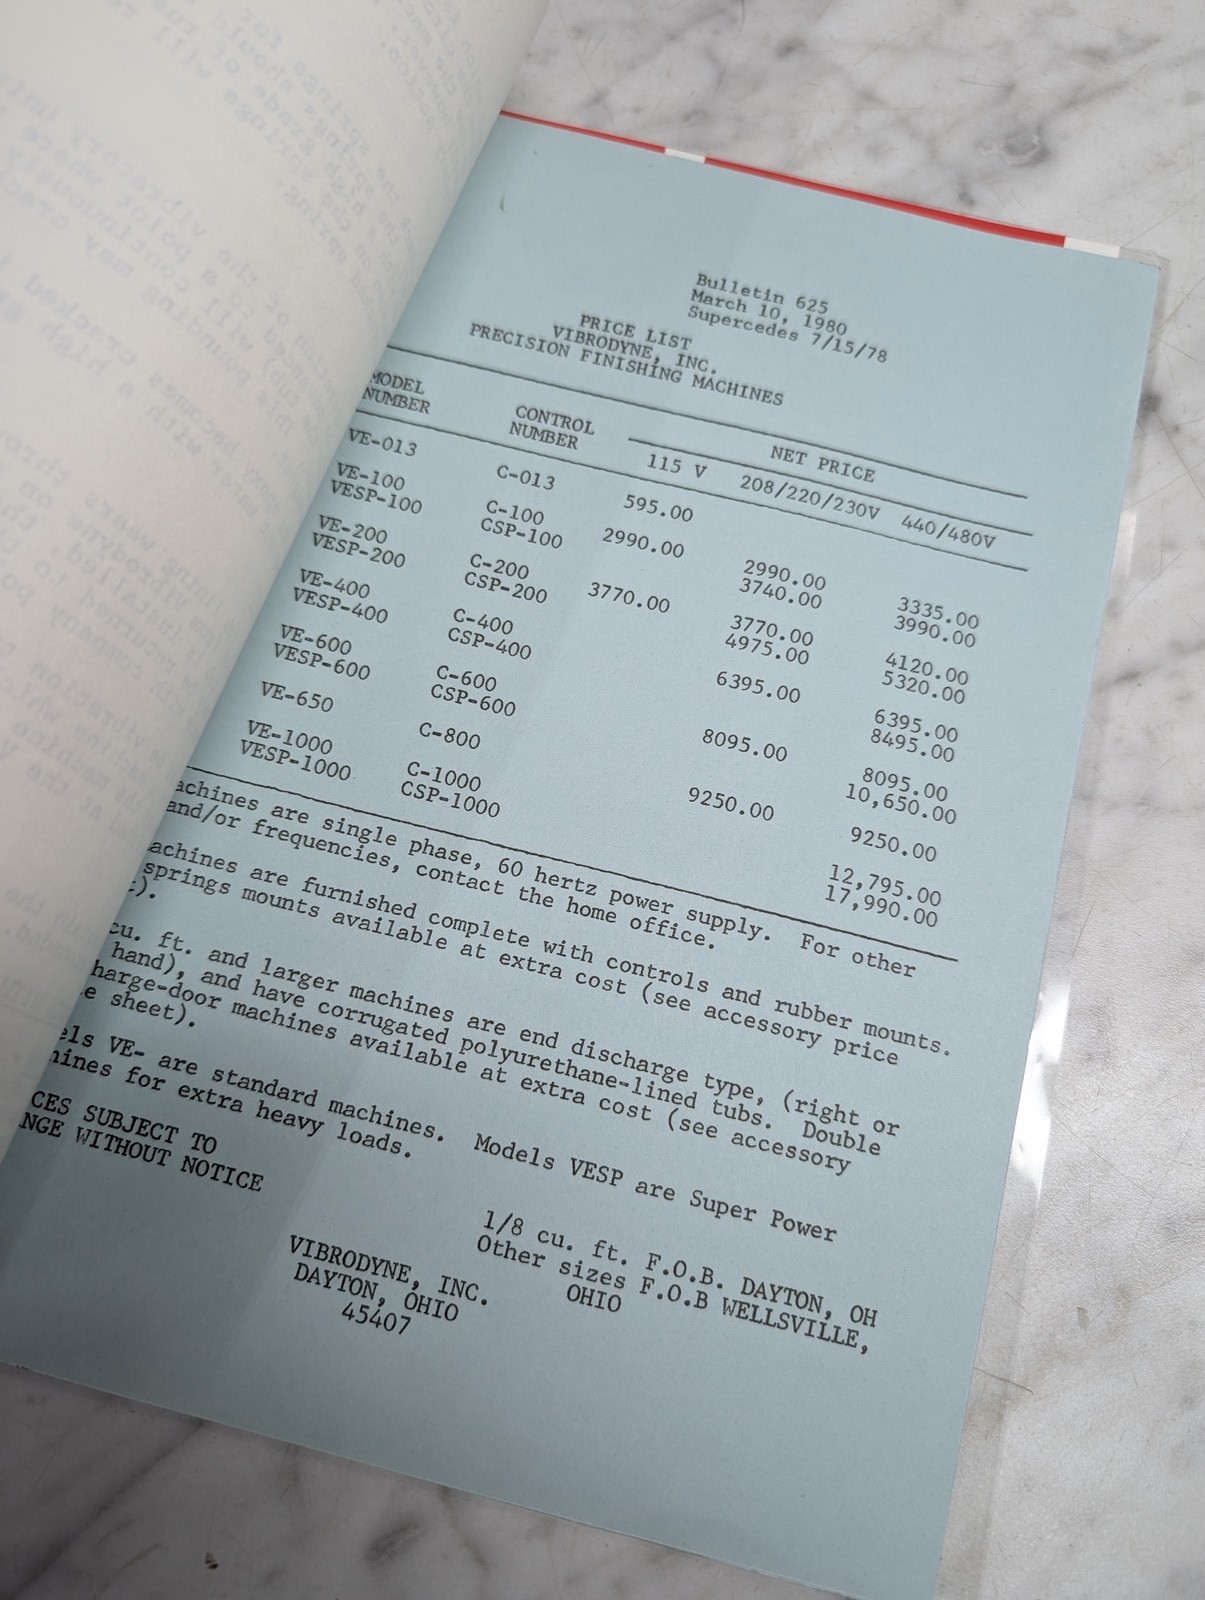 Bulletin 625
March 10, 1980
Supercedes 7/15/78
PRICE LIST
VIBRODYNE, INC.
PRECISION FINISHING MACHINES
MODEL NUMBER CONTROL NUMBER NET PRICE
115 V 208/220/230V 440/480V
VE-013 C-013 595.00
VE-100 C-100 2990.00 2990.00 3335.00
VESP-100 CSP-100 3740.00 3990.00
VE-200 C-200 3770.00 3770.00 4120.00
VESP-200 CSP-200 4975.00 5320.00
VE-400 C-400 6395.00 6395.00
VESP-400 CSP-400 8495.00
VE-600 C-600 8095.00 8095.00
VESP-600 CSP-600 10,650.00
VE-650 C-800 9250.00 9250.00
VE-1000 C-1000 12,795.00
VESP-1000 CSP-1000 17,990.00
achines are single phase, 60 hertz power supply. For other
and/or frequencies, contact the home office.
achines are furnished complete with controls and rubber mounts.
springs mounts available at extra cost (see accessory price
t).
cu. ft. and larger machines are end discharge type, (right or
hand), and have corrugated polyurethane-lined tubs. Double
harge-door machines available at extra cost (see accessory
e sheet).
els VE- are standard machines. Models VESP are Super Power
hines for extra heavy loads.
CES SUBJECT TO
NGE WITHOUT NOTICE
1/8 cu. ft. F.O.B. DAYTON, OH
Other sizes F.O.B WELLSVILLE,
OHIO
VIBRODYNE, INC.
DAYTON, OHIO
45407